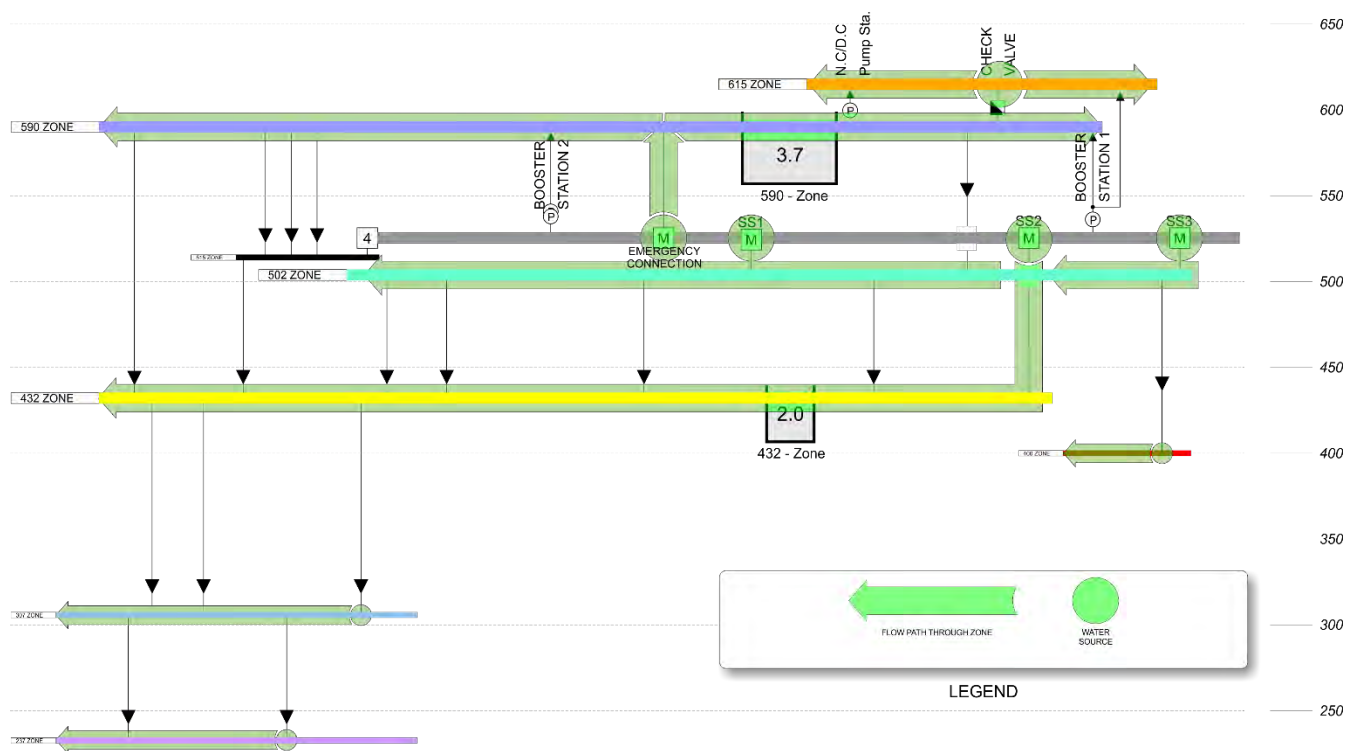 650
N.C/D.C
Pump Sta.
CHECK
VALVE
615 ZONE
P
600
590 ZONE
3.7
BOOSTER
STATION 2
BOOSTER
STATION 1
550
590 - Zone
P
P
SS1
SS2
SS3
4
M
M
M
M
EMERGENCY
CONNECTION
502 ZONE
500
450
432 ZONE
2.0
432 - Zone
400
350
FLOW PATH THROUGH ZONE
WATER
SOURCE
307 ZONE
300
LEGEND
250